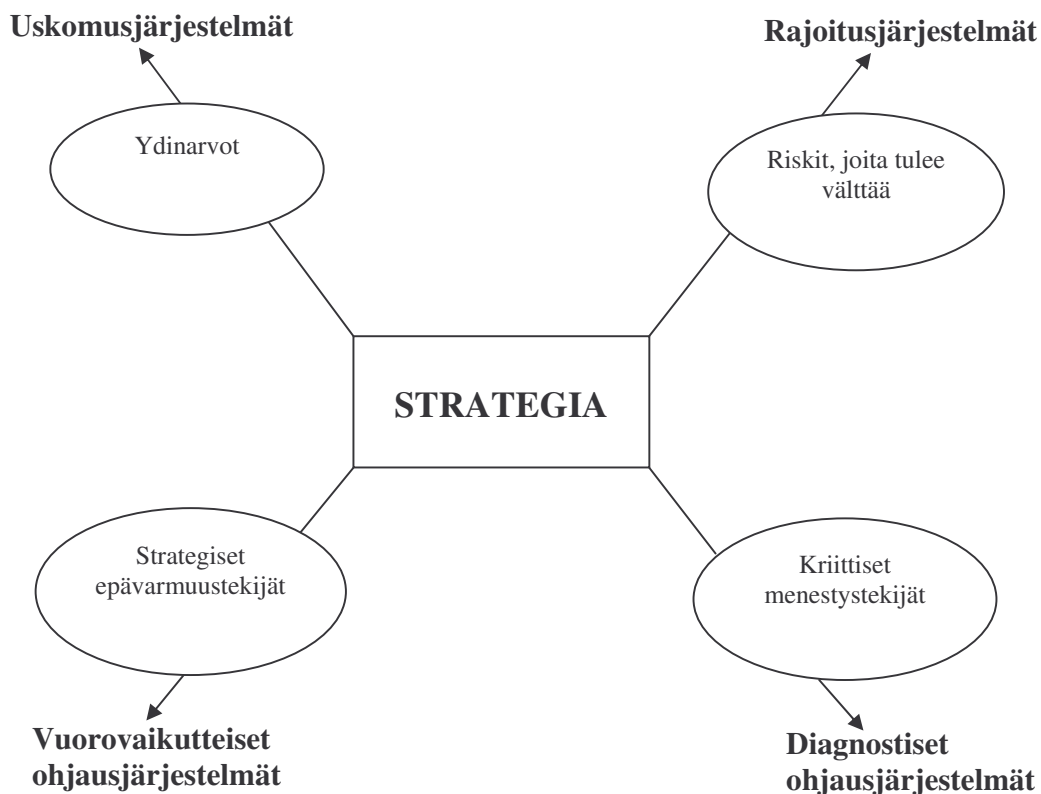 Uskomusjärjestelmät
Rajoitusjärjestelmät
Ydinarvot
Riskit, joita tulee
välttää
STRATEGIA
Strategiset
epävarmuustekijät
Kriittiset
menestystekijät
Vuorovaikutteiset
ohjausjärjestelmät
Diagnostiset
ohjausjärjestelmät